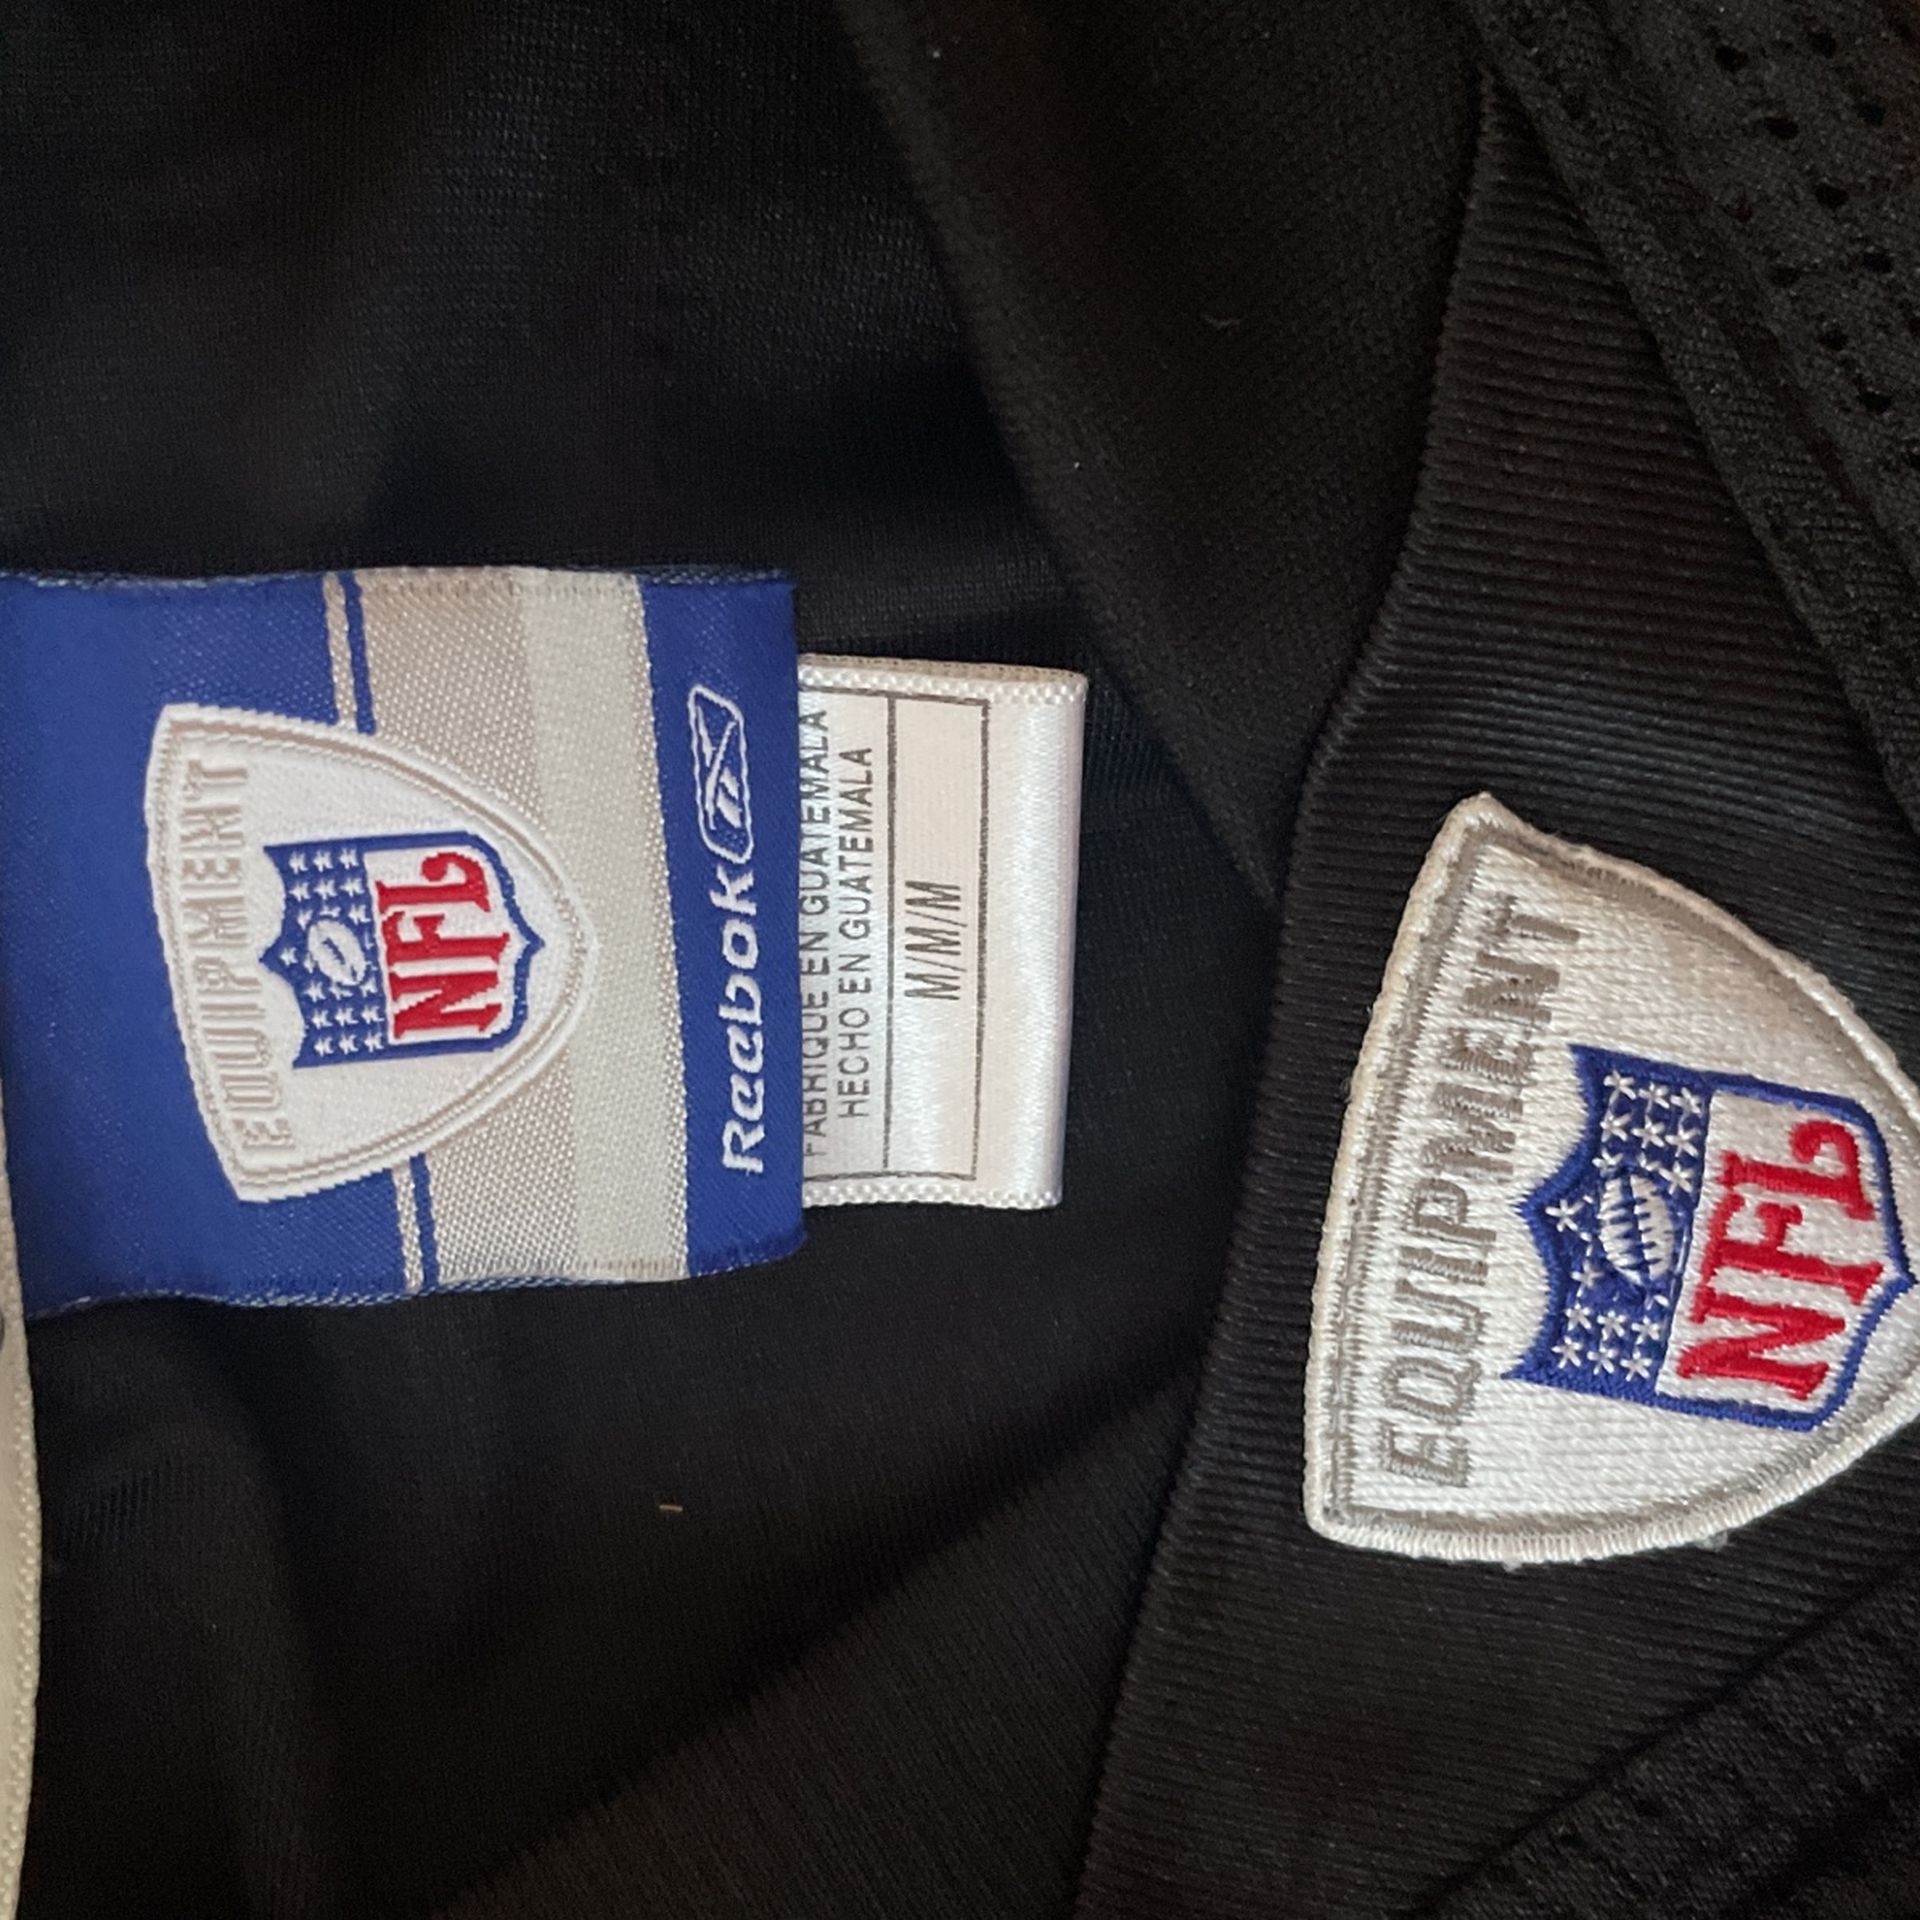 EQUIPMENT
NFL
Reebok
FABRIQUE EN GUATEMALA
HECHO EN GUATEMALA
M/M/M
EQUIPMENT
NFL